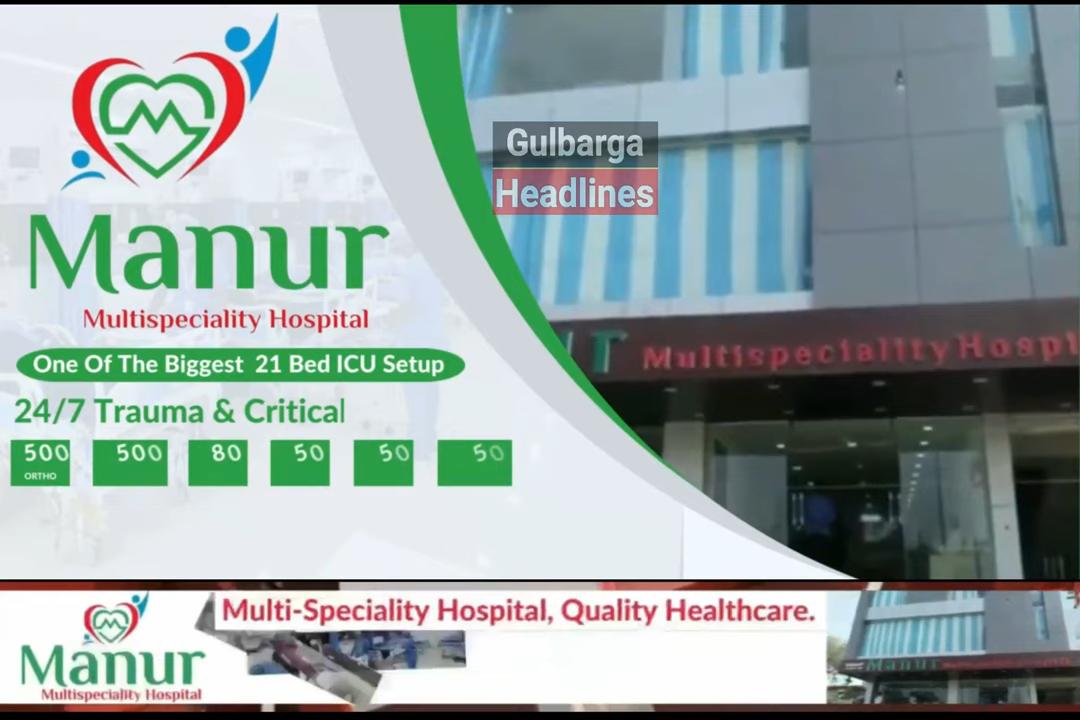 Manur
Multispeciality Hospital
One Of The Biggest 21 Bed ICU Setup
24/7 Trauma & Critical
500 500 80 50 50 50
ORTHO
Gulbarga
Headlines
Multispeciality Hospi
Multi-Speciality Hospital, Quality Healthcare.
Manur
Multispeciality Hospital
Manur